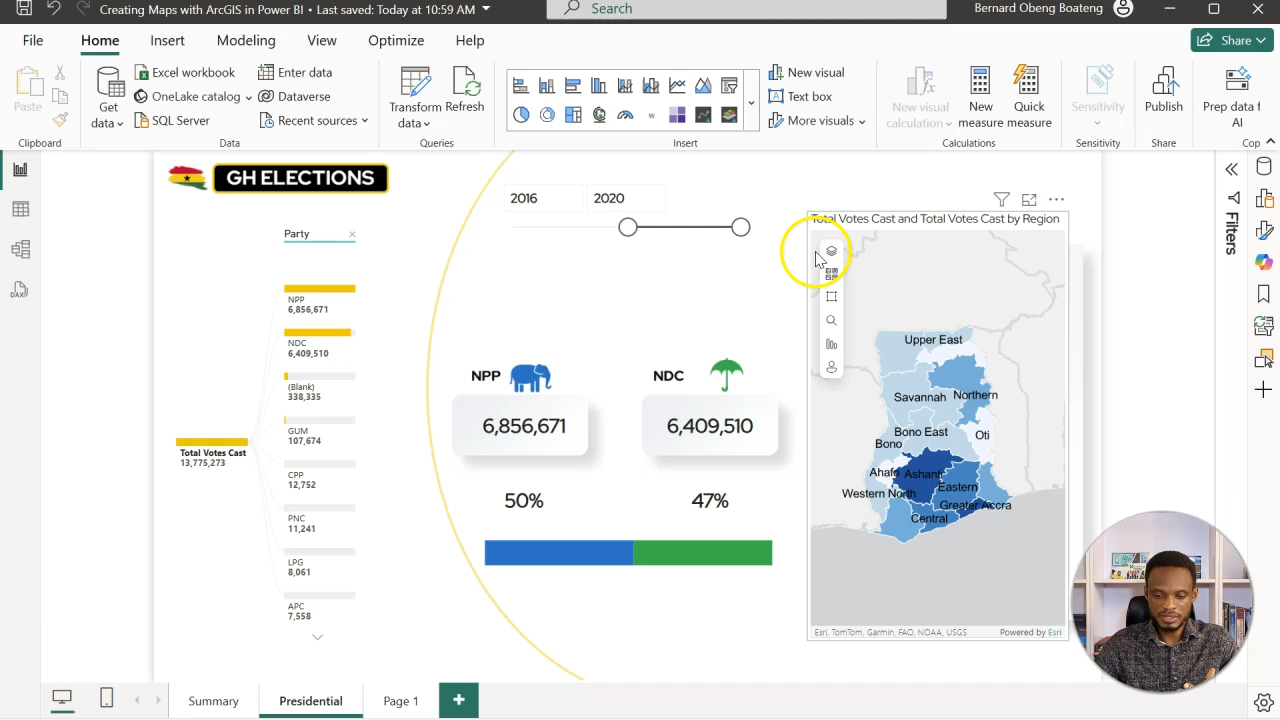 Creating Maps with ArcGIS in Power BI • Last saved: Today at 10:59 AM
Search
Bernard Obeng Boateng
File
Home
Insert
Modeling
View
Optimize
Help
Share
Paste
Get data
Excel workbook
OneLake catalog
SQL Server
Enter data
Dataverse
Recent sources
Transform data
Refresh
New visual
Text box
More visuals
New visual calculation
New measure
Quick measure
Sensitivity
Publish
Prep data f AI
Clipboard
Data
Queries
Insert
Calculations
Sensitivity
Share
Cop
GH ELECTIONS
2016
2020
Party
NPP
6,856,671
NDC
6,409,510
(Blank)
338,335
GUM
107,674
Total Votes Cast
13,775,273
CPP
12,752
PNC
11,241
LPG
8,061
APC
7,558
NPP
6,856,671
50%
NDC
6,409,510
47%
Total Votes Cast and Total Votes Cast by Region
Upper East
Savannah
Northern
Bono East
Bono
Oti
Ahafo
Ashanti
Eastern
Western North
Greater Accra
Central
Esri, TomTom, Garmin, FAO, NOAA, USGS
Powered by Esri
Filters
DAX
Summary
Presidential
Page 1